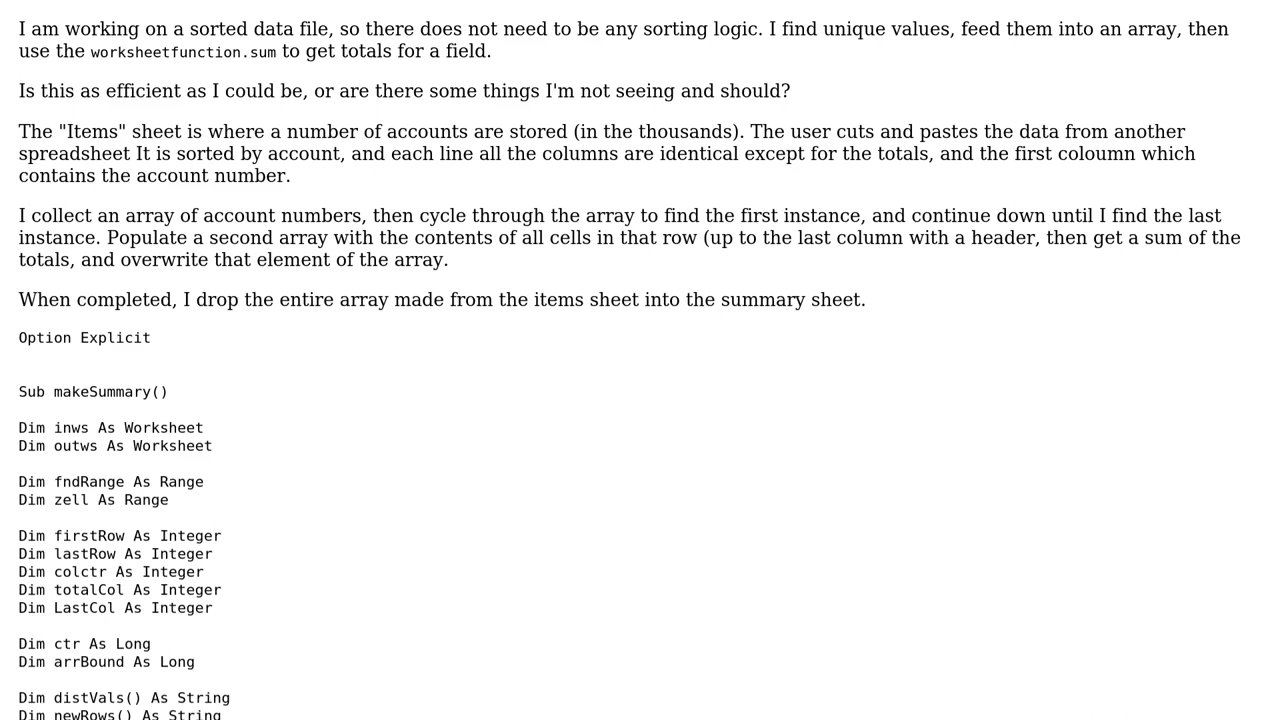 I am working on a sorted data file, so there does not need to be any sorting logic. I find unique values, feed them into an array, then
use the worksheetfunction.sum to get totals for a field.
Is this as efficient as I could be, or are there some things I'm not seeing and should?
The "Items" sheet is where a number of accounts are stored (in the thousands). The user cuts and pastes the data from another
spreadsheet It is sorted by account, and each line all the columns are identical except for the totals, and the first coloumn which
contains the account number.
I collect an array of account numbers, then cycle through the array to find the first instance, and continue down until I find the last
instance. Populate a second array with the contents of all cells in that row (up to the last column with a header, then get a sum of the
totals, and overwrite that element of the array.
When completed, I drop the entire array made from the items sheet into the summary sheet.
Option Explicit
Sub makeSummary()
Dim inws As Worksheet
Dim outws As Worksheet
Dim fndRange As Range
Dim zell As Range
Dim firstRow As Integer
Dim lastRow As Integer
Dim colctr As Integer
Dim totalCol As Integer
Dim LastCol As Integer
Dim ctr As Long
Dim arrBound As Long
Dim distVals() As String
Dim newRows() As String